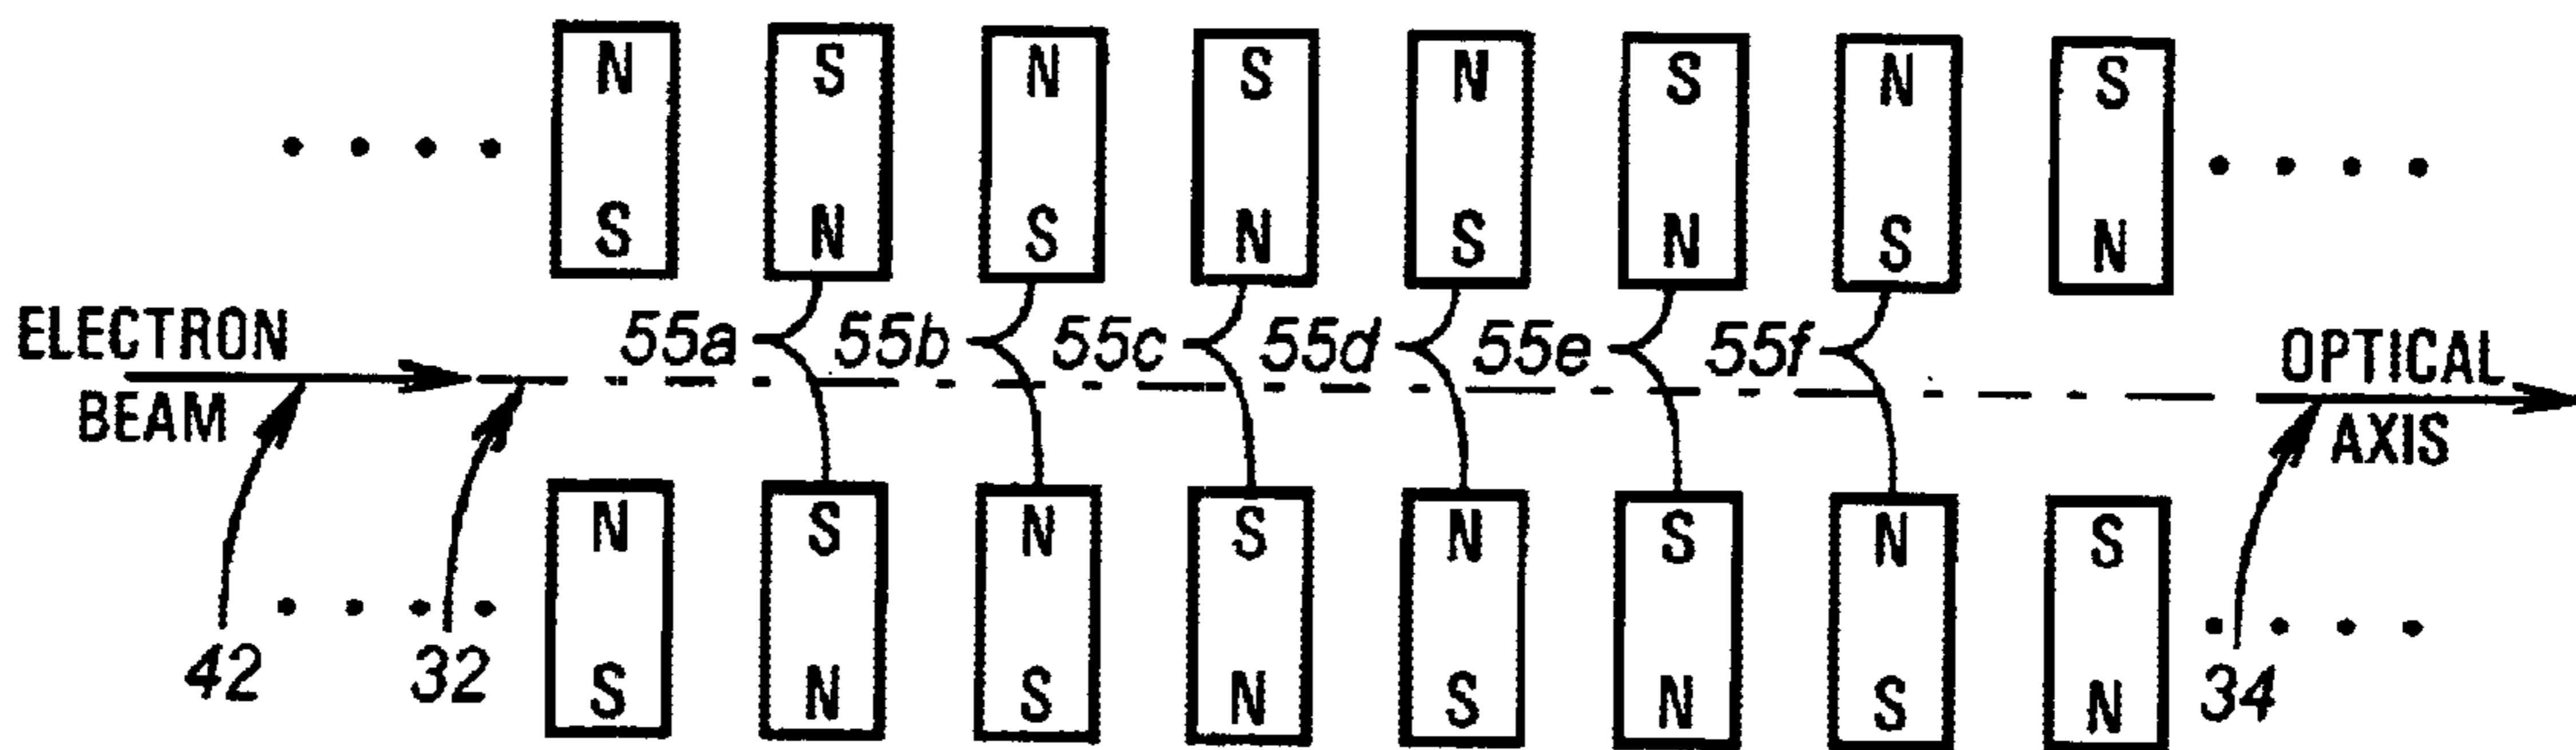 N S N S N S N S
S N S N S N S N
ELECTRON
BEAM
55a 55b 55c 55d 55e 55f
OPTICAL
AXIS
N S N S N S N S
S N S N S N S N
42 32 34